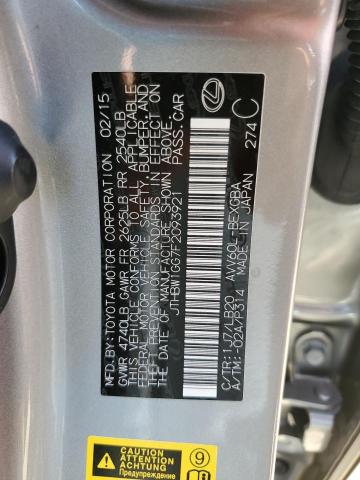 MFD.BY:TOYOTA MOTOR CORPORATION 02/15
GVWR 4740LB GAWR FR 2625LB RR 2540LB
THIS VEHICLE CONFORMS TO ALL APPLICABLE
FEDERAL MOTOR VEHICLE SAFETY, BUMPER, AND
THEFT PREVENTION STANDARDS IN EFFECT ON
THE DATE OF MANUFACTURE SHOWN ABOVE.
JTHBW1GG7F2093921 PASS.CAR
C/TR:1J7/LB20 AVV60L-BEXGBA
A/TM:-02A/P314 MADE IN JAPAN
274 C
CAUTION
ATTENTION
ACHTUNG
Осторожно
9